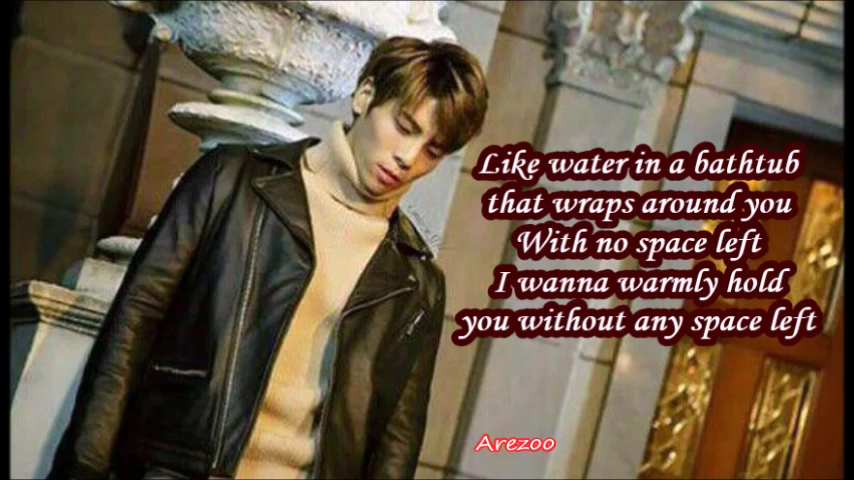 Like water in a bathtub
that wraps around you
With no space left
I wanna warmly hold
you without any space left
Arezoo